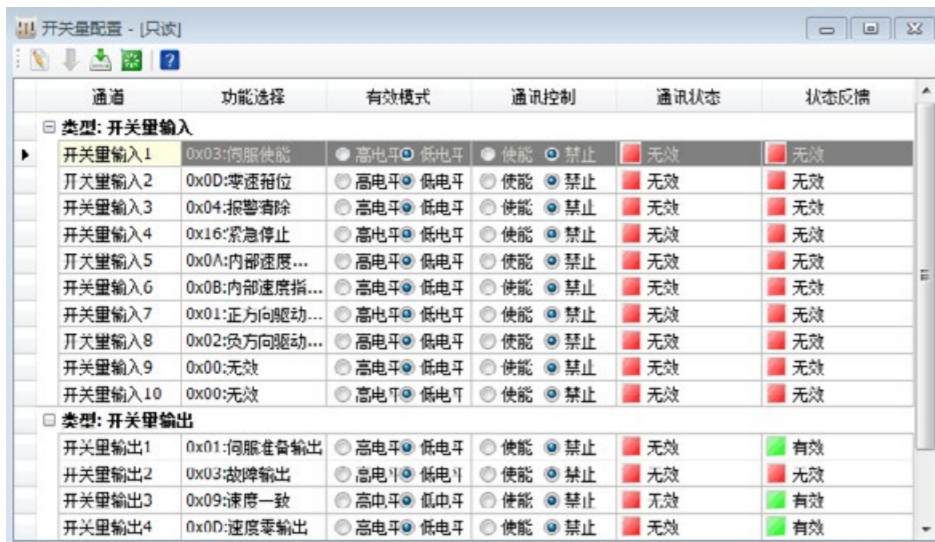 开关量配置 - [只读]
通道 功能选择 有效模式 通讯控制 通讯状态 状态反馈
类型: 开关量输入
开关量输入1 0x03:伺服使能 高电平 低电平 使能 禁止 无效 无效
开关量输入2 0x0D:零速箝位 高电平 低电平 使能 禁止 无效 无效
开关量输入3 0x04:报警清除 高电平 低电平 使能 禁止 无效 无效
开关量输入4 0x16:紧急停止 高电平 低电平 使能 禁止 无效 无效
开关量输入5 0x0A:内部速度... 高电平 低电平 使能 禁止 无效 无效
开关量输入6 0x0B:内部速度指... 高电平 低电平 使能 禁止 无效 无效
开关量输入7 0x01:正方向驱动... 高电平 低电平 使能 禁止 无效 无效
开关量输入8 0x02:负方向驱动... 高电平 低电平 使能 禁止 无效 无效
开关量输入9 0x00:无效 高电平 低电平 使能 禁止 无效 无效
开关量输入10 0x00:无效 高电平 低电平 使能 禁止 无效 无效
类型: 开关量输出
开关量输出1 0x01:伺服准备输出 高电平 低电平 使能 禁止 无效 有效
开关量输出2 0x03:故障输出 高电平 低电平 使能 禁止 无效 无效
开关量输出3 0x09:速度一致 高电平 低电平 使能 禁止 无效 有效
开关量输出4 0x0D:速度零输出 高电平 低电平 使能 禁止 无效 有效